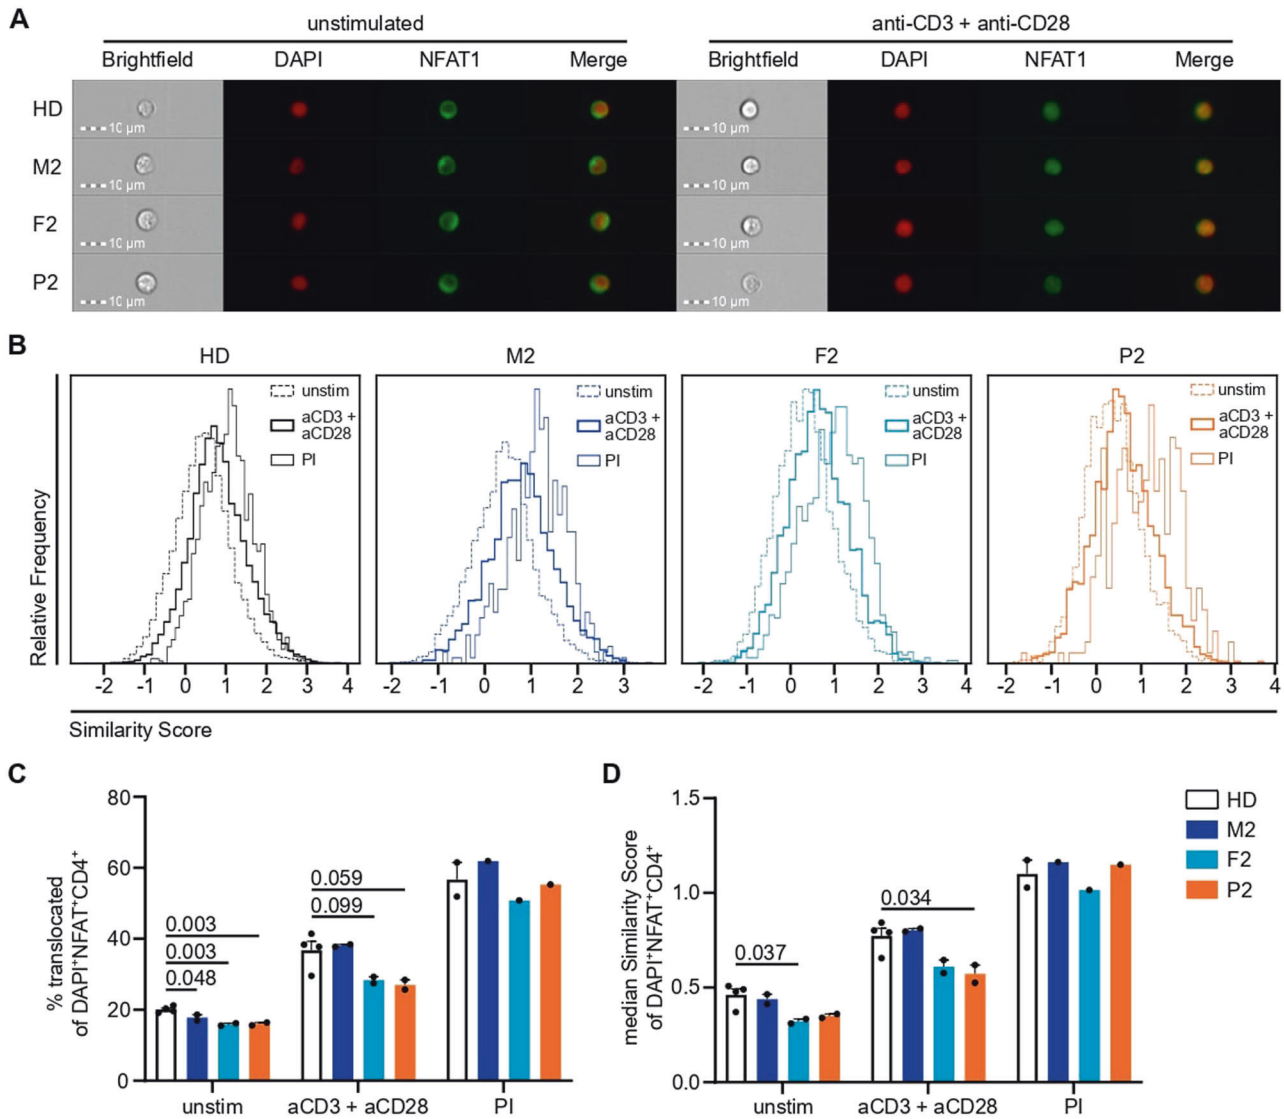 A
unstimulated
anti-CD3 + anti-CD28
Brightfield DAPI NFAT1 Merge Brightfield DAPI NFAT1 Merge
HD
10 µm
10 µm
M2
10 µm
10 µm
F2
10 µm
10 µm
P2
10 µm
10 µm
B
HD
M2
F2
P2
Relative Frequency
unstim
aCD3 +
aCD28
PI
unstim
aCD3 +
aCD28
PI
unstim
aCD3 +
aCD28
PI
unstim
aCD3 +
aCD28
PI
-2 -1 0 1 2 3 4
-2 -1 0 1 2 3
-2 -1 0 1 2 3 4
-2 -1 0 1 2 3 4
Similarity Score
C
% translocated
of DAPI⁺NFAT⁺CD4⁺
80
60
40
20
0
0.003
0.003
0.048
0.059
0.099
unstim aCD3 + aCD28 PI
D
median Similarity Score
of DAPI⁺NFAT⁺CD4⁺
1.5
1.0
0.5
0.0
0.037
0.034
unstim aCD3 + aCD28 PI
HD
M2
F2
P2